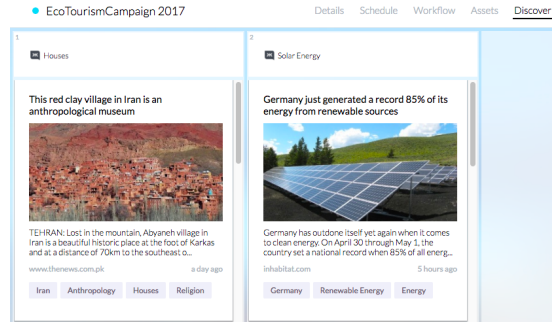 EcoTourismCampaign 2017
Details Schedule Workflow Assets Discover
1
Houses
This red clay village in Iran is an
anthropological museum
TEHRAN: Lost in the mountain, Abyaneh village in
Iran is a beautiful historic place at the foot of Karkas
and at a distance of 70km to the southeast o...
www.thenews.com.pk a day ago
Iran Anthropology Houses Religion
2
Solar Energy
Germany just generated a record 85% of its
energy from renewable sources
Germany has outdone itself yet again when it comes
to clean energy. On April 30 through May 1, the
country set a national record when 85% of all energ...
inhabitat.com 5 hours ago
Germany Renewable Energy Energy